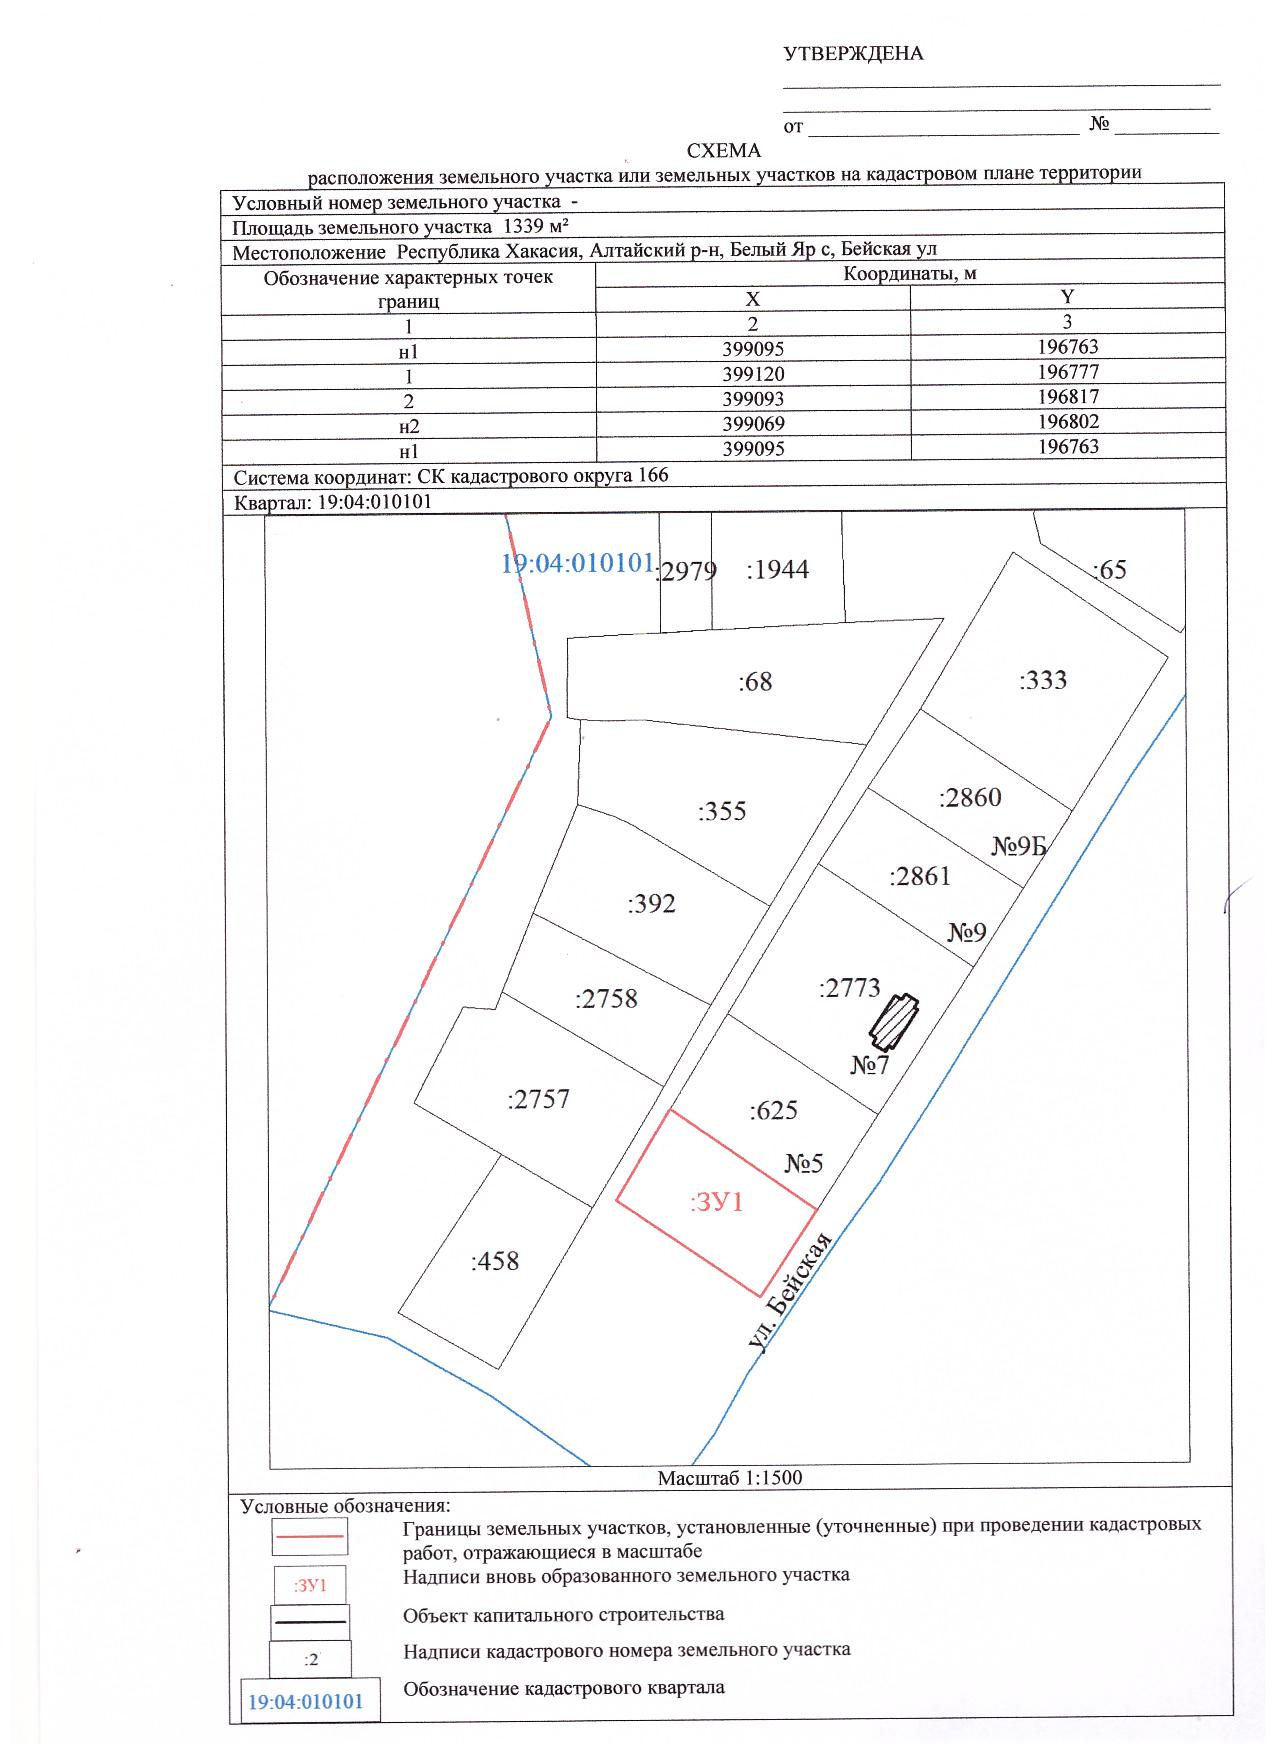 УТВЕРЖДЕНА
от № 
СХЕМА
расположения земельного участка или земельных участков на кадастровом плане территории
Условный номер земельного участка -
Площадь земельного участка 1339 м²
Местоположение Республика Хакасия, Алтайский р-н, Белый Яр с, Бейская ул
Обозначение характерных точек границ
Координаты, м
X Y
1 2 3
н1 399095 196763
1 399120 196777
2 399093 196817
н2 399069 196802
н1 399095 196763
Система координат: СК кадастрового округа 166
Квартал: 19:04:010101
19:04:010101
:2979
:1944
:65
:68
:333
:355
:2860
№9Б
:2861
:392
№9
:2773
:2758
№7
:2757
:625
№5
:ЗУ1
:458
ул. Бейская
Масштаб 1:1500
Условные обозначения:
Границы земельных участков, установленные (уточненные) при проведении кадастровых
работ, отражающиеся в масштабе
:ЗУ1 Надписи вновь образованного земельного участка
Объект капитального строительства
:2 Надписи кадастрового номера земельного участка
19:04:010101 Обозначение кадастрового квартала